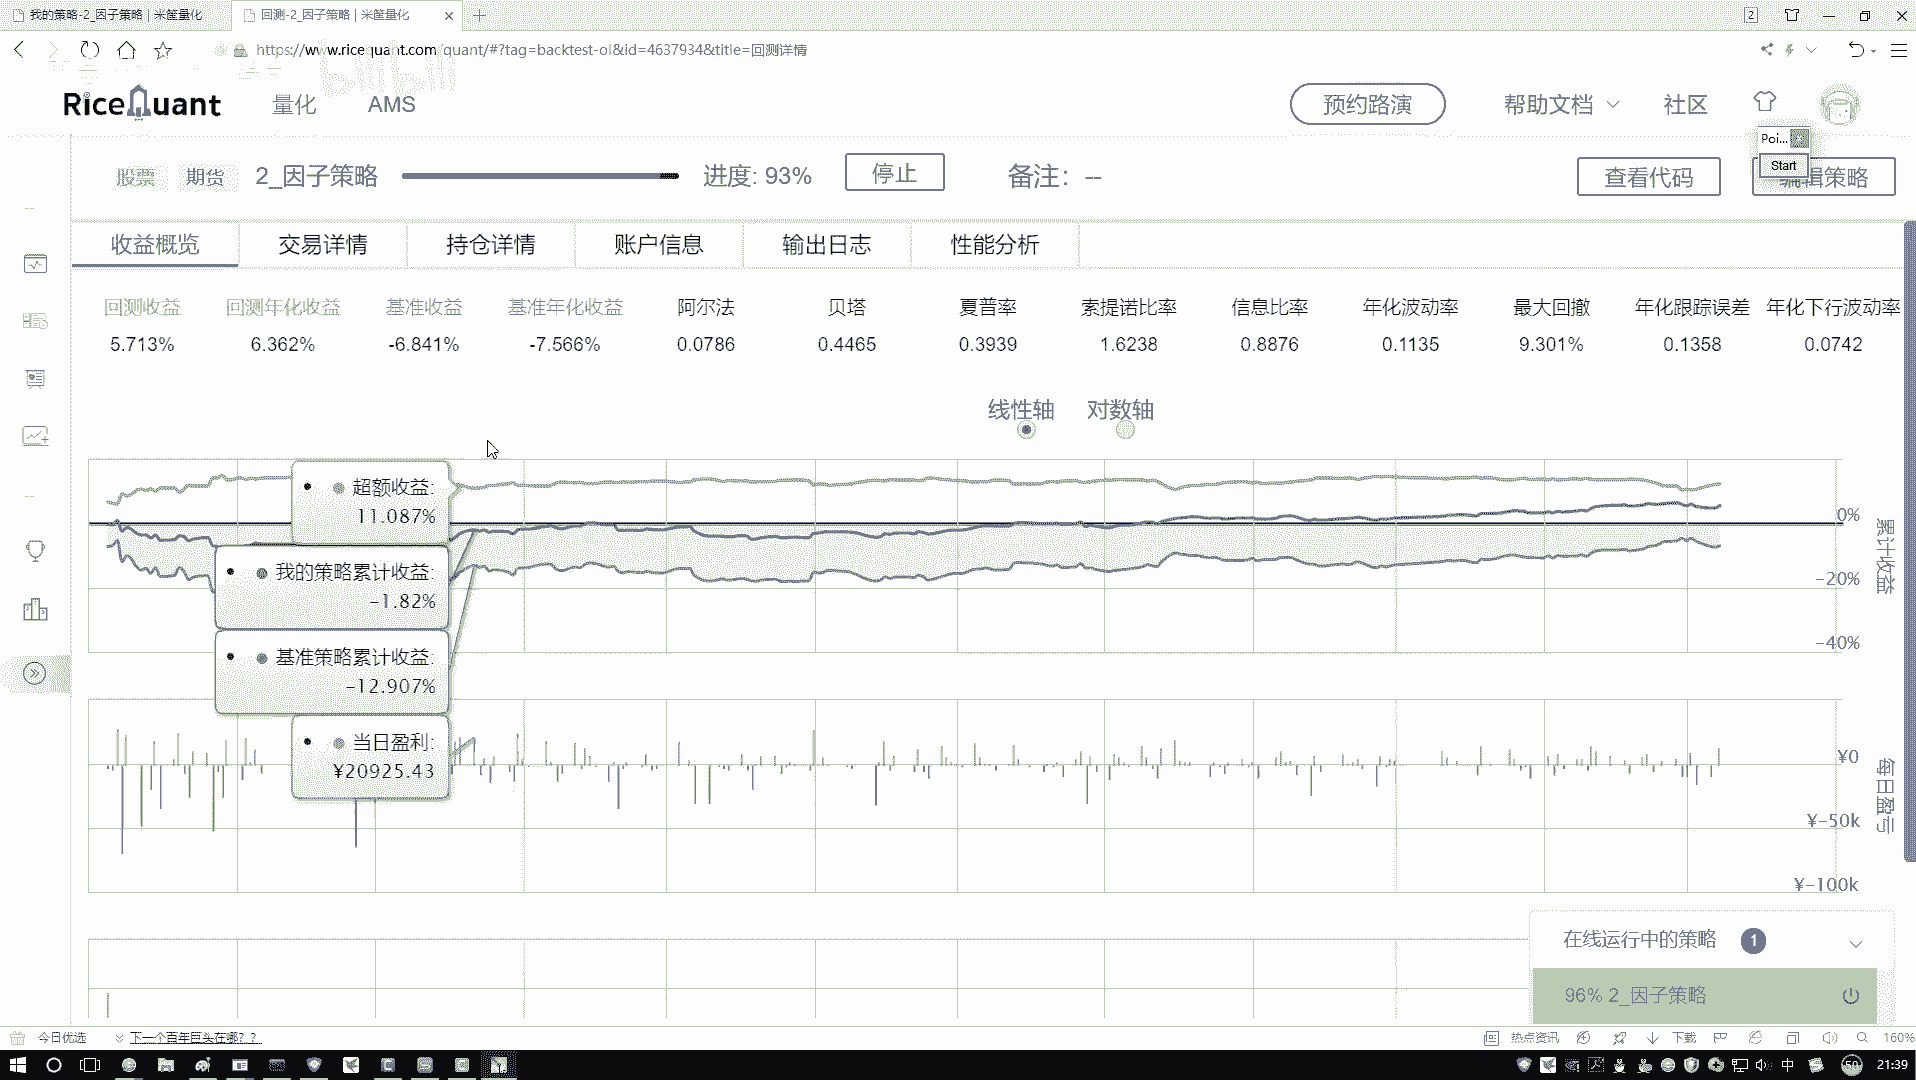 我的策略-2_因子策略 | 米筐量化
回测-2_因子策略 | 米筐量化
2
https://www.ricequant.com/quant/#?tag=backtest-ol&id=4637934&title=回测详情
bilibili
RiceQuant
量化
AMS
预约路演
帮助文档
社区
Poi...
Start
股票
期货
2_因子策略
进度: 93%
停止
备注: --
查看代码
编辑策略
收益概览
交易详情
持仓详情
账户信息
输出日志
性能分析
回测收益 回测年化收益 基准收益 基准年化收益 阿尔法 贝塔 夏普率 索提诺比率 信息比率 年化波动率 最大回撤 年化跟踪误差 年化下行波动率
5.713% 6.362% -6.841% -7.566% 0.0786 0.4465 0.3939 1.6238 0.8876 0.1135 9.301% 0.1358 0.0742
线性轴 对数轴
超额收益:
11.087%
我的策略累计收益:
-1.82%
基准策略累计收益:
-12.907%
当日盈利:
¥20925.43
0%
-20%
-40%
累计收益
¥0
¥-50k
¥-100k
每日盈亏
在线运行中的策略 1
96% 2_因子策略
今日优选
下一个百年巨头在哪?_?
热点资讯
下载
160%
中
50
21:39